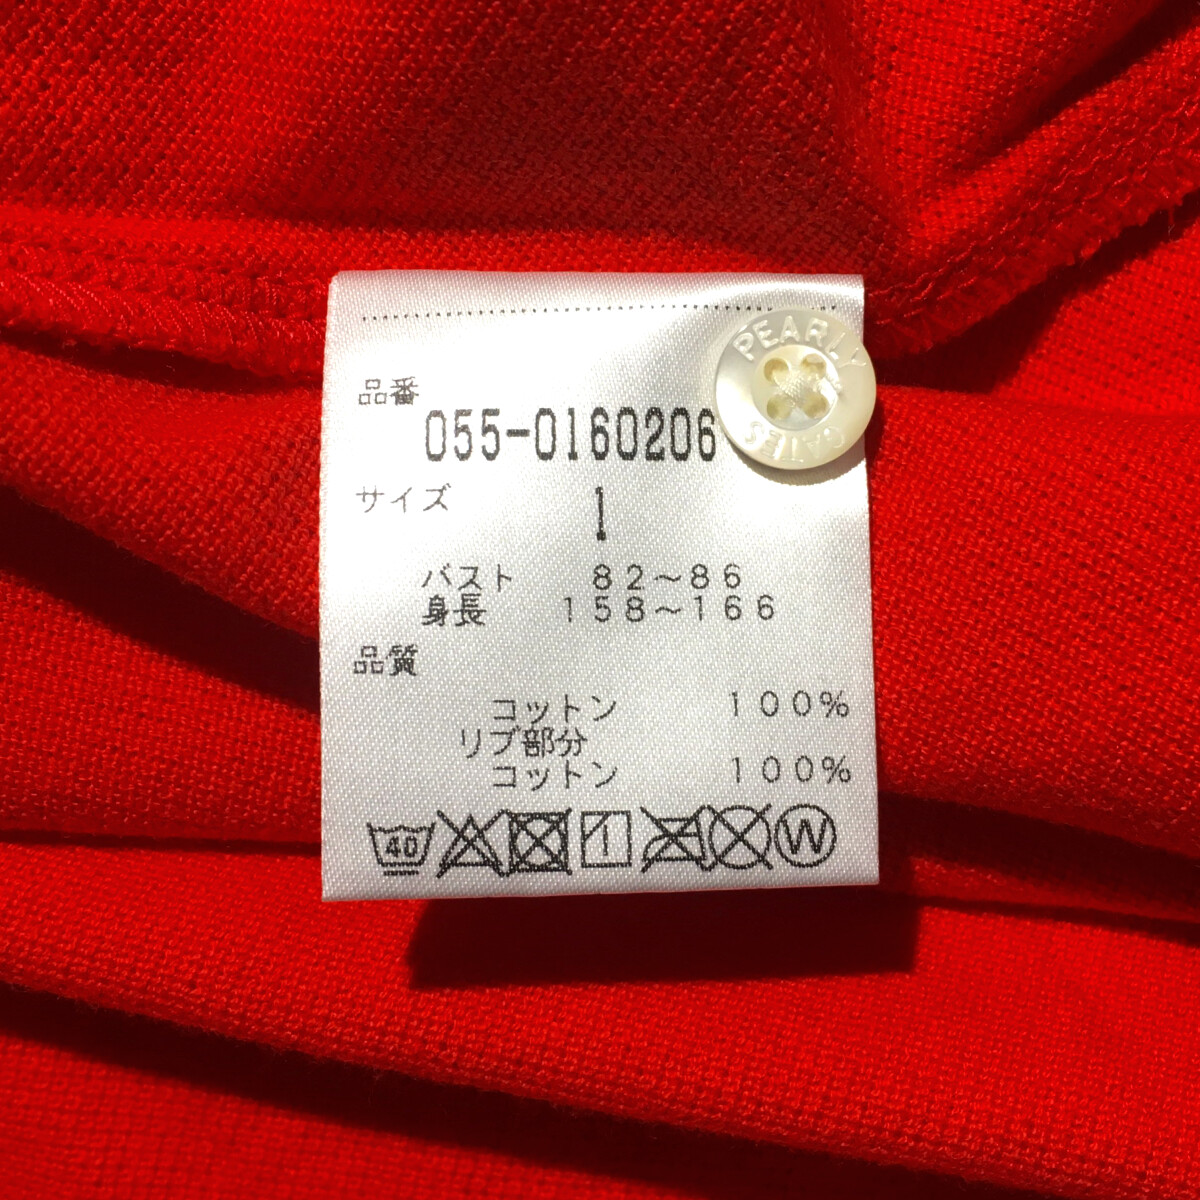 PEARLY
GATES
品番
055-0160206
サイズ
1
バスト 82~86
身長 158~166
品質
コットン 100%
リブ部分
コットン 100%
40 1 W